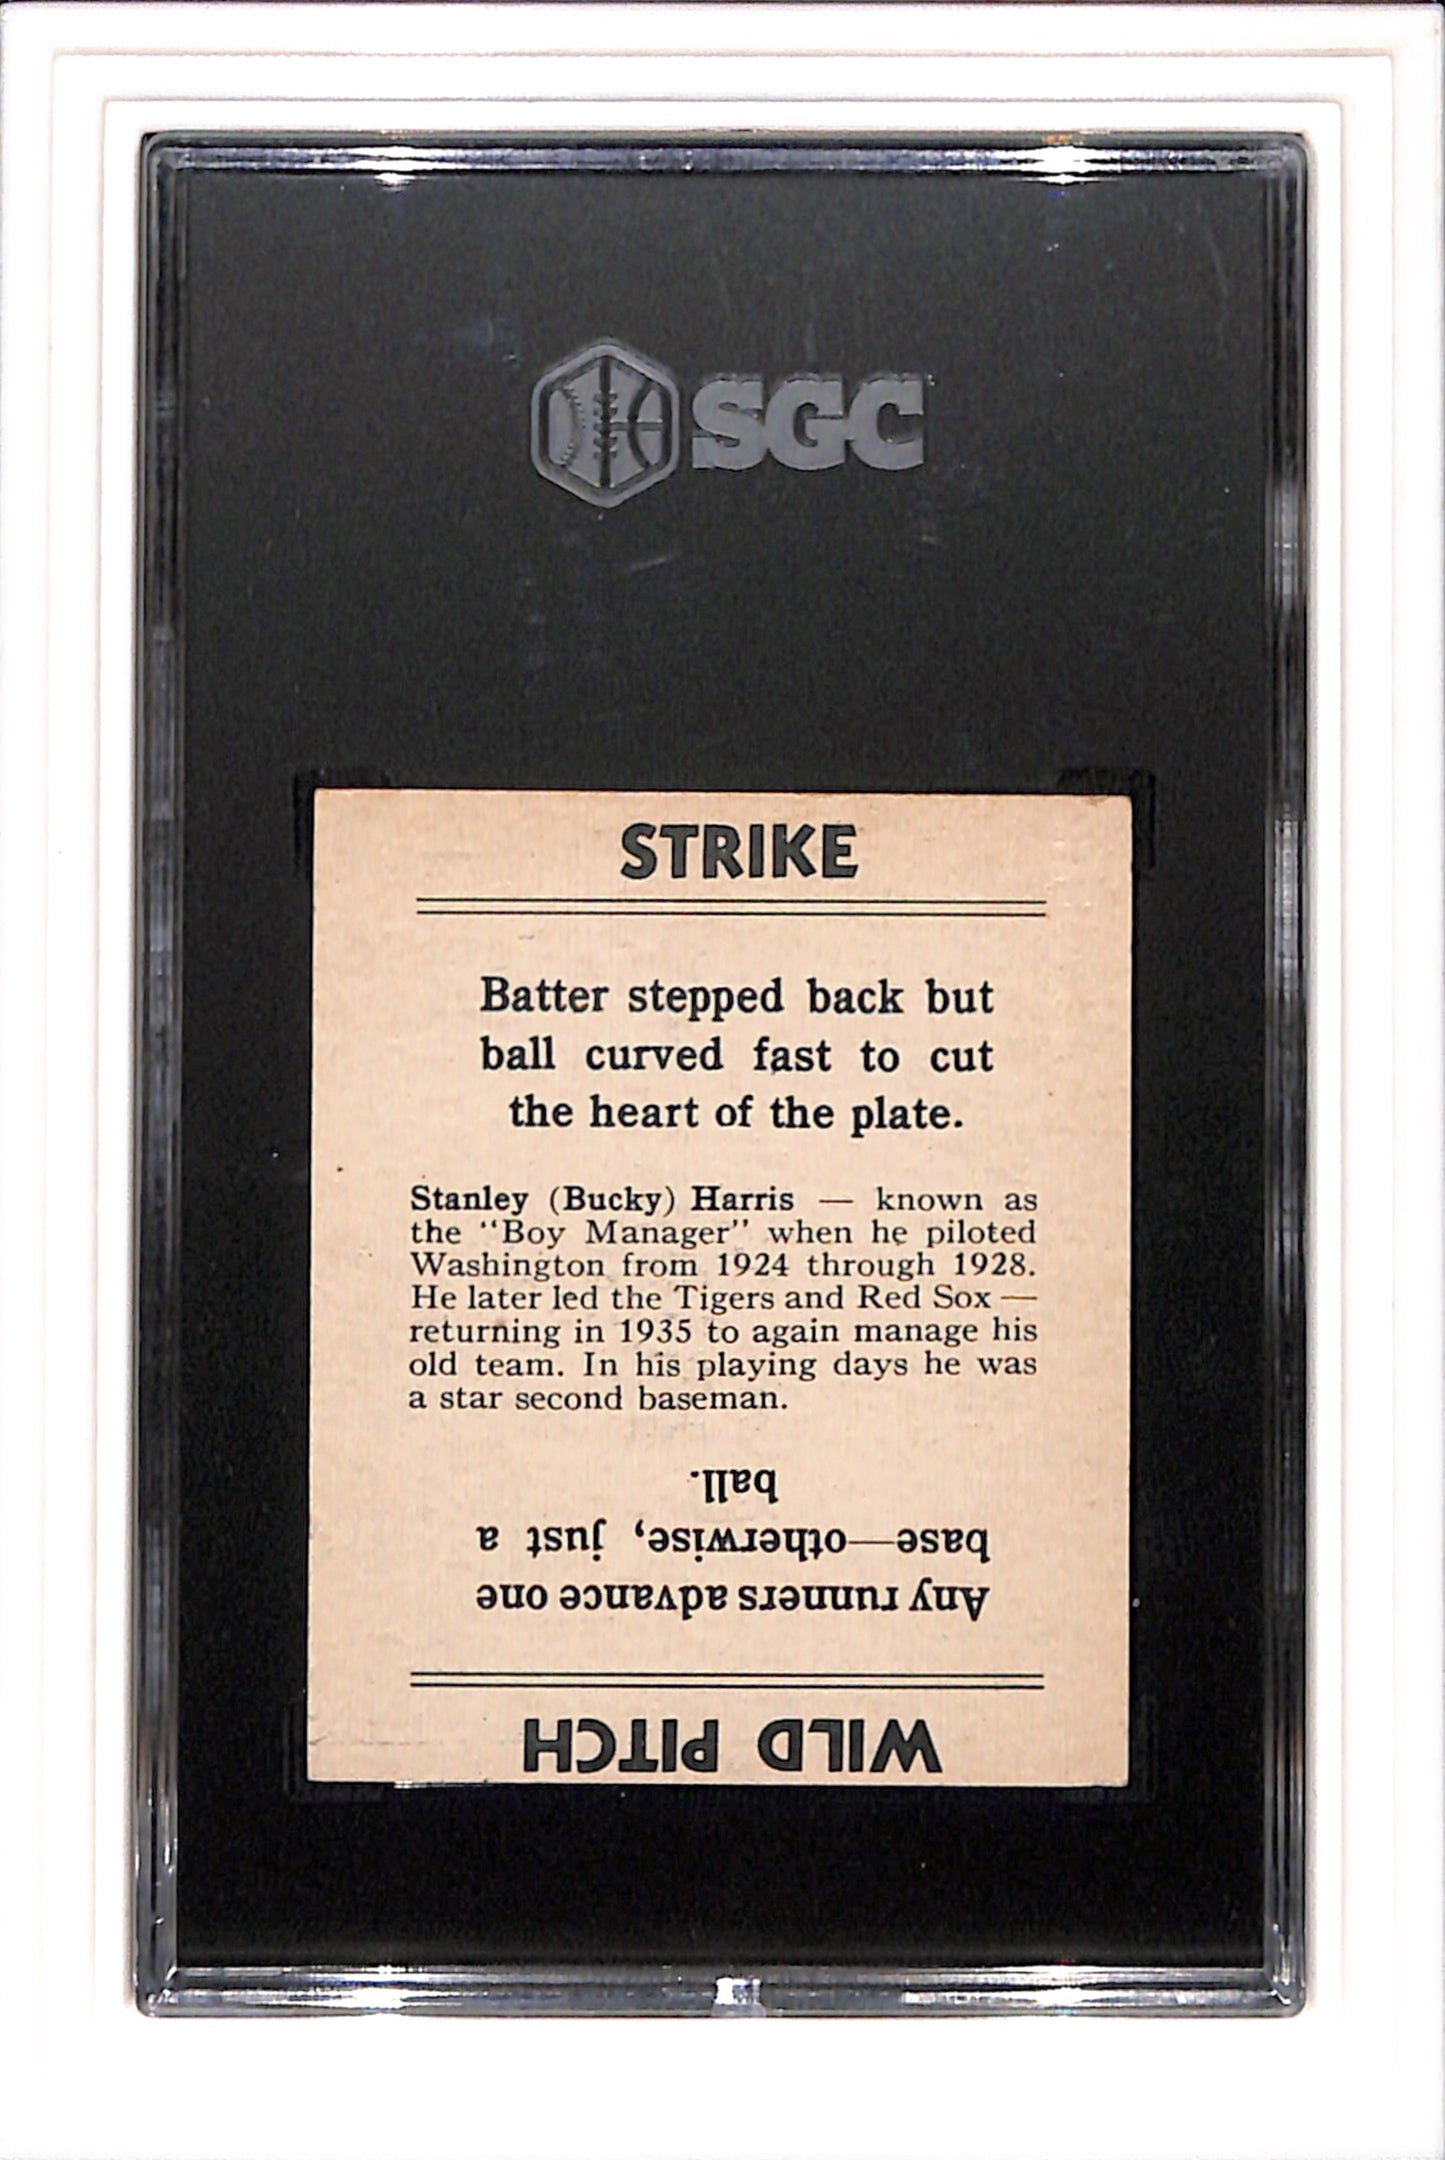 SGC
STRIKE
Batter stepped back but
ball curved fast to cut
the heart of the plate.
Stanley (Bucky) Harris — known as
the "Boy Manager" when he piloted
Washington from 1924 through 1928.
He later led the Tigers and Red Sox —
returning in 1935 to again manage his
old team. In his playing days he was
a star second baseman.
WILD PITCH
Any runners advance one
base—otherwise, just a
ball.